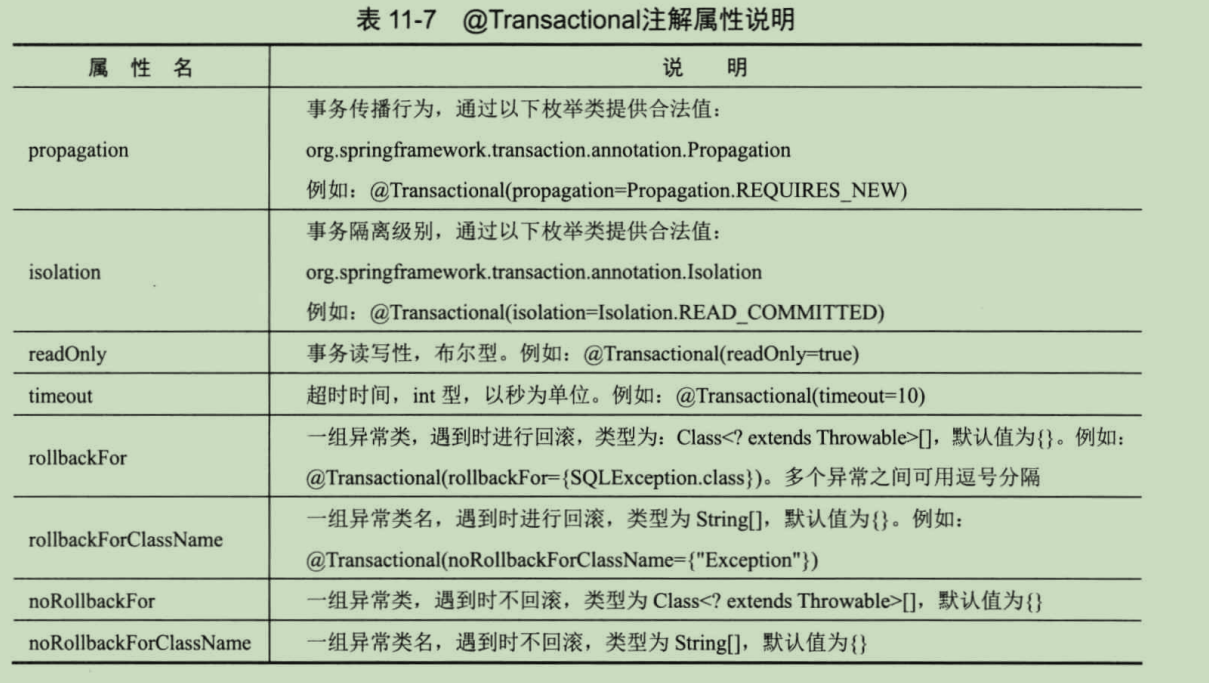 表 11-7 @Transactional注解属性说明
属 性 名 说 明
propagation
事务传播行为，通过以下枚举类提供合法值：
org.springframework.transaction.annotation.Propagation
例如：@Transactional(propagation=Propagation.REQUIRES_NEW)
isolation
事务隔离级别，通过以下枚举类提供合法值：
org.springframework.transaction.annotation.Isolation
例如：@Transactional(isolation=Isolation.READ_COMMITTED)
readOnly 事务读写性，布尔型。例如：@Transactional(readOnly=true)
timeout 超时时间，int 型，以秒为单位。例如：@Transactional(timeout=10)
rollbackFor
一组异常类，遇到时进行回滚，类型为：Class<? extends Throwable>[]，默认值为{}。例如：
@Transactional(rollbackFor={SQLException.class})。多个异常之间可用逗号分隔
rollbackForClassName
一组异常类名，遇到时进行回滚，类型为 String[]，默认值为{}。例如：
@Transactional(noRollbackForClassName={"Exception"})
noRollbackFor 一组异常类，遇到时不回滚，类型为 Class<? extends Throwable>[]，默认值为{}
noRollbackForClassName 一组异常类名，遇到时不回滚，类型为 String[]，默认值为{}